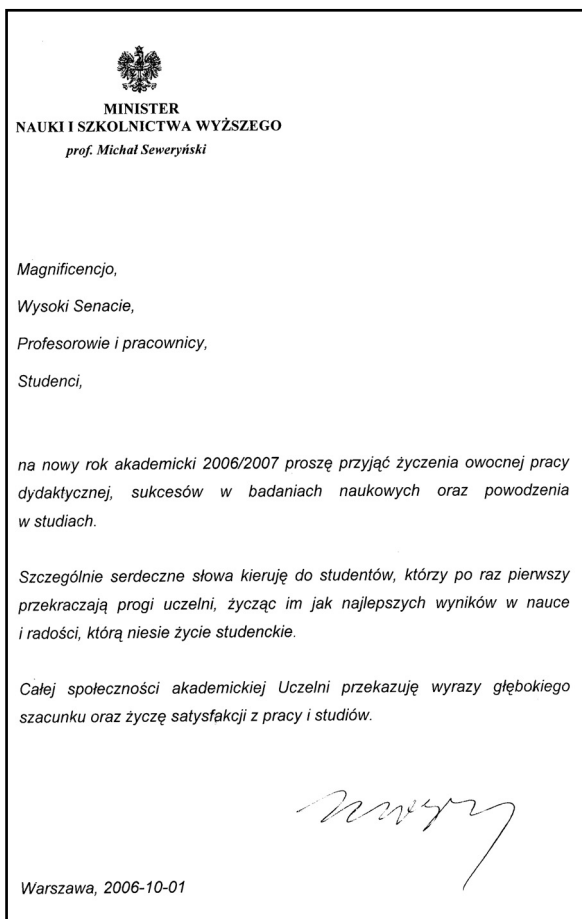 MINISTER
NAUKI I SZKOLNICTWA WYŻSZEGO
prof. Michał Seweryński
Magnificencjo,
Wysoki Senacie,
Profesorowie i pracownicy,
Studenci,
na nowy rok akademicki 2006/2007 proszę przyjąć życzenia owocnej pracy
dydaktycznej, sukcesów w badaniach naukowych oraz powodzenia
w studiach.
Szczególnie serdeczne słowa kieruję do studentów, którzy po raz pierwszy
przekraczają progi uczelni, życząc im jak najlepszych wyników w nauce
i radości, którą niesie życie studenckie.
Całej społeczności akademickiej Uczelni przekazuję wyrazy głębokiego
szacunku oraz życzę satysfakcji z pracy i studiów.
Warszawa, 2006-10-01